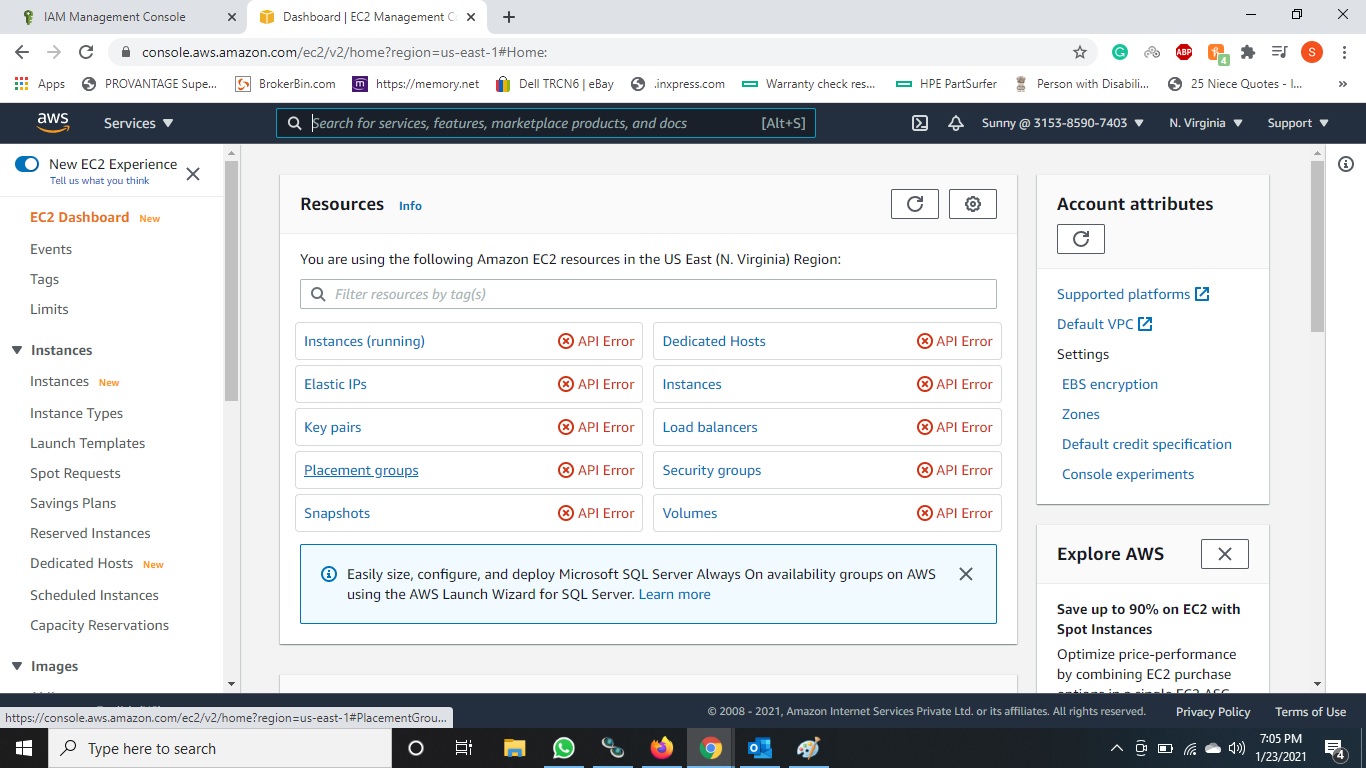 IAM Management Console
Dashboard | EC2 Management Co
console.aws.amazon.com/ec2/v2/home?region=us-east-1#Home:
ABP
4
S
Apps
PROVANTAGE Supe...
BrokerBin.com
https://memory.net
Dell TRCN6 | eBay
.inxpress.com
Warranty check res...
HPE PartSurfer
Person with Disabili...
25 Niece Quotes - I...
»
aws
Services
Search for services, features, marketplace products, and docs
[Alt+S]
Sunny @ 3153-8590-7403
N. Virginia
Support
New EC2 Experience
Tell us what you think
EC2 Dashboard New
Events
Tags
Limits
Instances
Instances New
Instance Types
Launch Templates
Spot Requests
Savings Plans
Reserved Instances
Dedicated Hosts New
Scheduled Instances
Capacity Reservations
Images
Resources Info
You are using the following Amazon EC2 resources in the US East (N. Virginia) Region:
Filter resources by tag(s)
Instances (running) API Error
Dedicated Hosts API Error
Elastic IPs API Error
Instances API Error
Key pairs API Error
Load balancers API Error
Placement groups API Error
Security groups API Error
Snapshots API Error
Volumes API Error
Easily size, configure, and deploy Microsoft SQL Server Always On availability groups on AWS
using the AWS Launch Wizard for SQL Server. Learn more
Account attributes
Supported platforms
Default VPC
Settings
EBS encryption
Zones
Default credit specification
Console experiments
Explore AWS
Save up to 90% on EC2 with
Spot Instances
Optimize price-performance
by combining EC2 purchase
options in a single EC2 ASG
https://console.aws.amazon.com/ec2/v2/home?region=us-east-1#PlacementGrou...
© 2008 - 2021, Amazon Internet Services Private Ltd. or its affiliates. All rights reserved.
Privacy Policy
Terms of Use
Type here to search
7:05 PM
1/23/2021
4